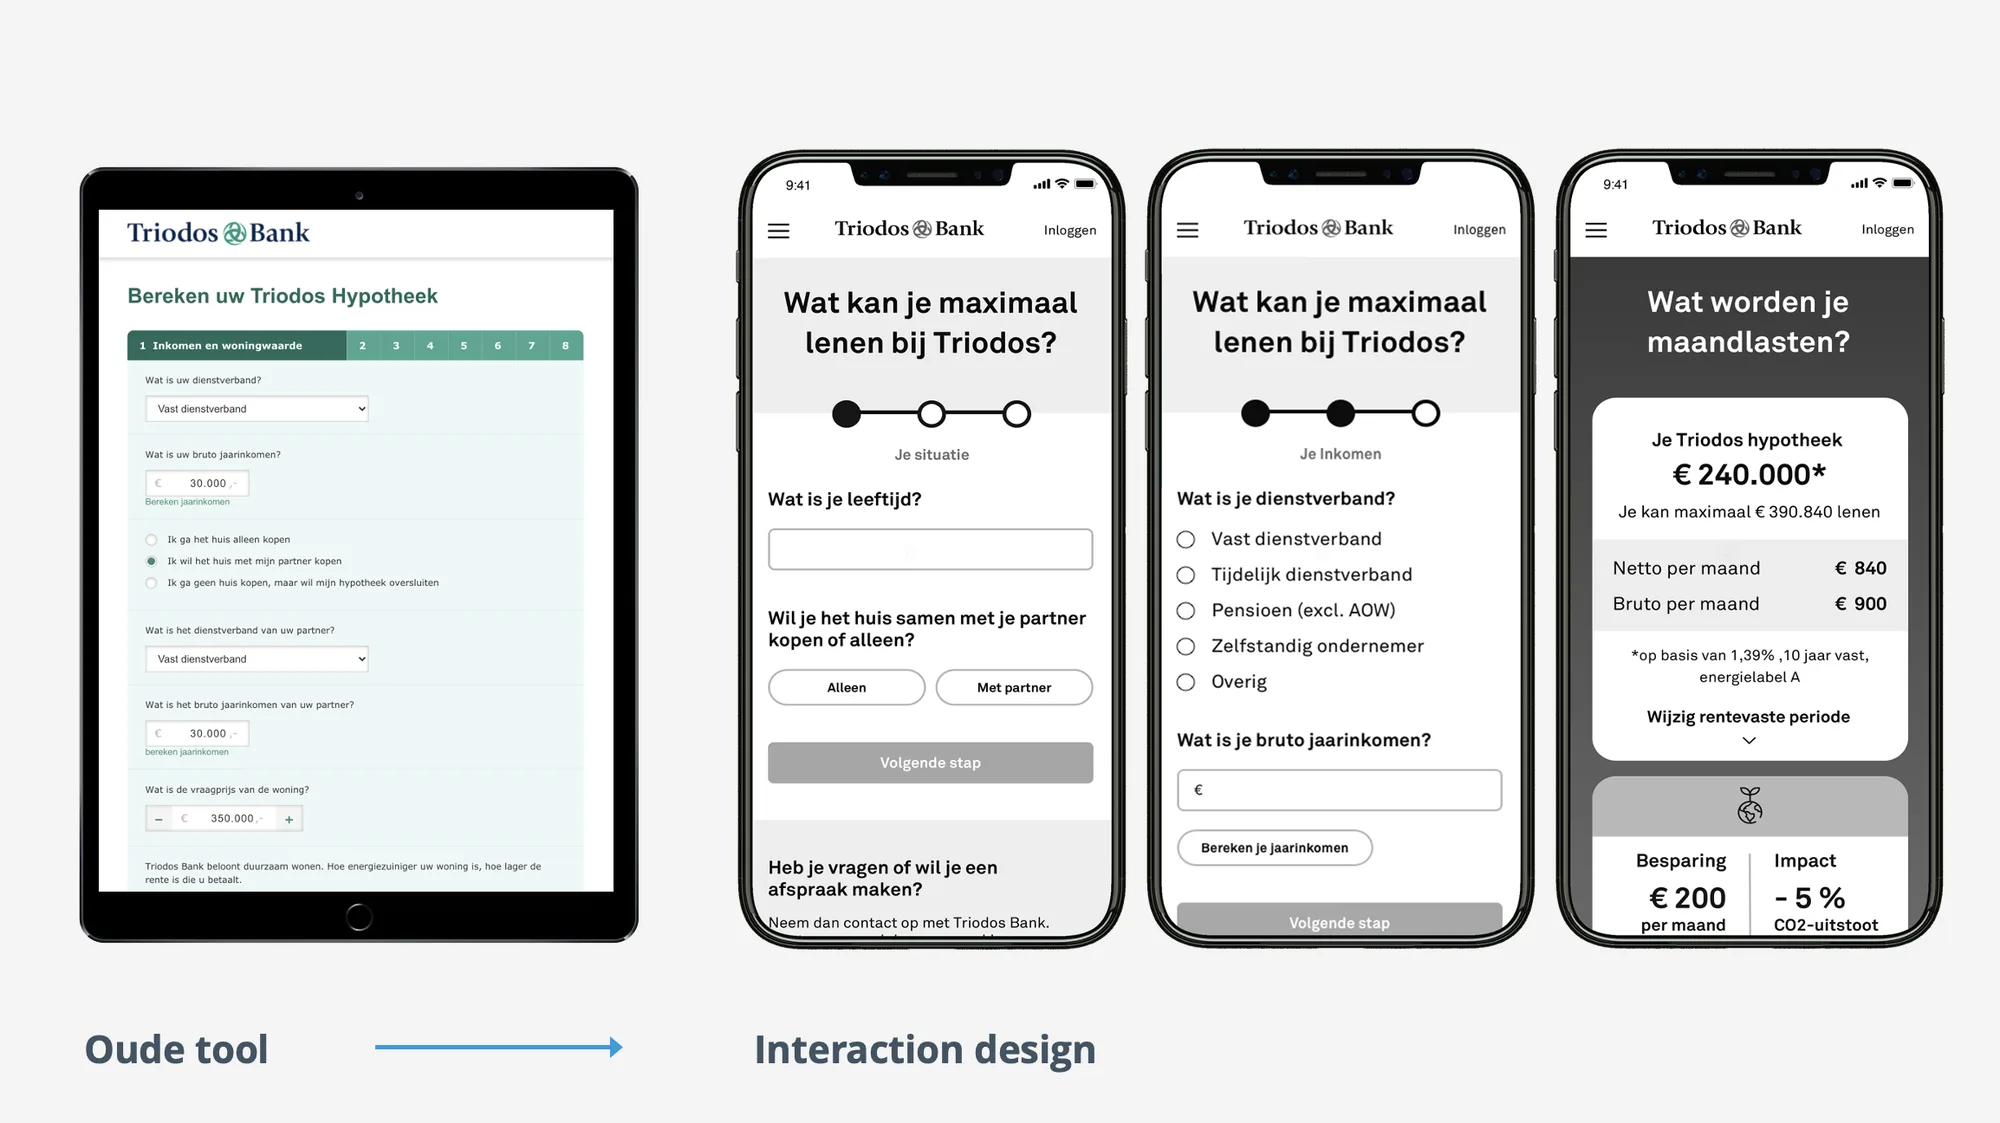 Triodos Bank
Bereken uw Triodos Hypotheek
1 Inkomen en woningwaarde 2 3 4 5 6 7 8
Wat is uw dienstverband?
Vast dienstverband
Wat is uw bruto jaarinkomen?
€ 30.000 ,-
Bereken jaarinkomen
Ik ga het huis alleen kopen
Ik wil het huis met mijn partner kopen
Ik ga geen huis kopen, maar wil mijn hypotheek oversluiten
Wat is het dienstverband van uw partner?
Vast dienstverband
Wat is het bruto jaarinkomen van uw partner?
€ 30.000 ,-
bereken jaarinkomen
Wat is de vraagprijs van de woning?
− € 350.000,- +
Triodos Bank beloont duurzaam wonen. Hoe energiezuiniger uw woning is, hoe lager de
rente is die u betaalt.
9:41
Triodos Bank Inloggen
Wat kan je maximaal
lenen bij Triodos?
Je situatie
Wat is je leeftijd?
Wil je het huis samen met je partner
kopen of alleen?
Alleen Met partner
Volgende stap
Heb je vragen of wil je een
afspraak maken?
Neem dan contact op met Triodos Bank.
Triodos Bank Inloggen
Wat kan je maximaal
lenen bij Triodos?
Je Inkomen
Wat is je dienstverband?
Vast dienstverband
Tijdelijk dienstverband
Pensioen (excl. AOW)
Zelfstandig ondernemer
Overig
Wat is je bruto jaarinkomen?
€
Bereken je jaarinkomen
Volgende stap
9:41
Triodos Bank Inloggen
Wat worden je
maandlasten?
Je Triodos hypotheek
€ 240.000*
Je kan maximaal € 390.840 lenen
Netto per maand € 840
Bruto per maand € 900
*op basis van 1,39% ,10 jaar vast,
energielabel A
Wijzig rentevaste periode
Besparing Impact
€ 200 - 5 %
per maand CO2-uitstoot
Oude tool
Interaction design